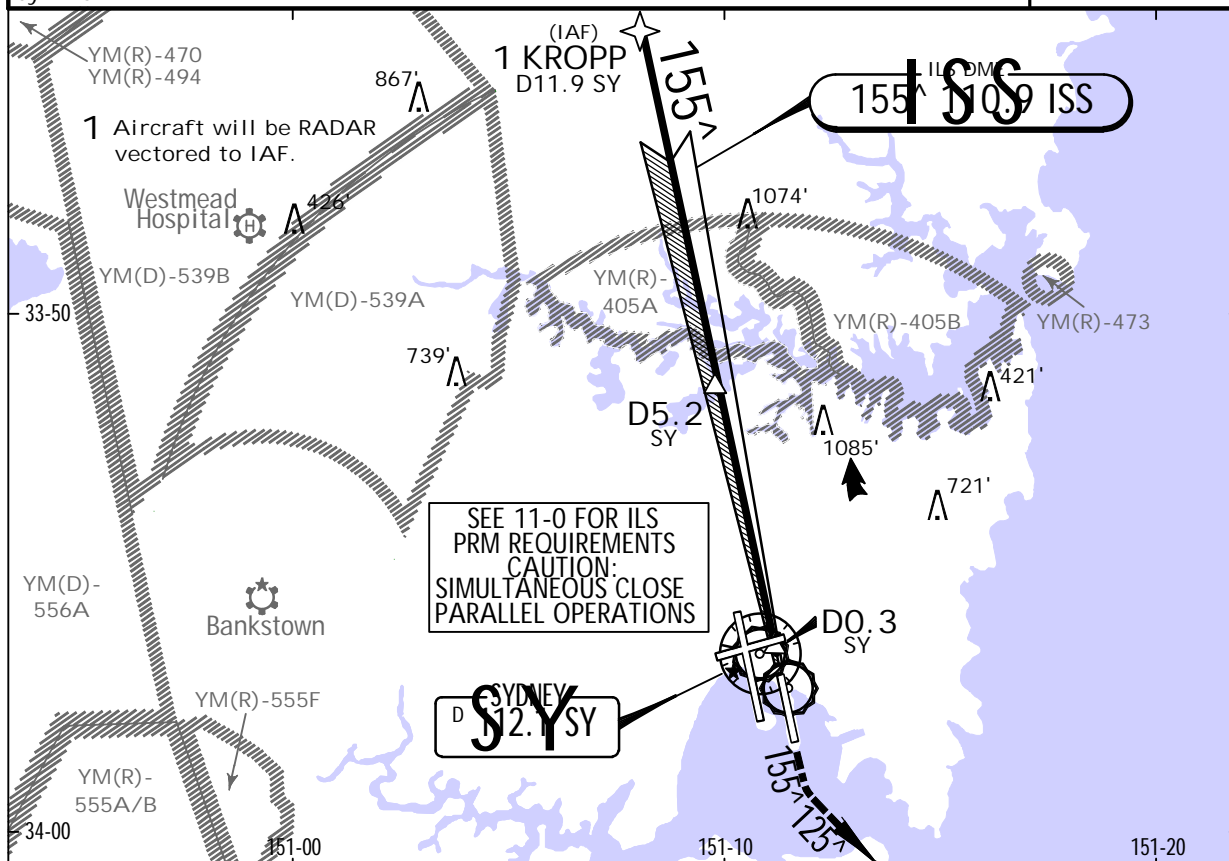 YM(R)-470
YM(R)-494
867'
(IAF)
1 KROPP
D11.9 SY
155^
ILS DME
155^ 110.9 ISS
ISS
1 Aircraft will be RADAR
vectored to IAF.
Westmead
Hospital
H
426'
1074'
YM(D)-539B
YM(D)-539A
YM(R)-
405A
YM(R)-405B
YM(R)-473
33-50
739'
421'
D5.2
SY
1085'
721'
SEE 11-0 FOR ILS
PRM REQUIREMENTS
CAUTION:
SIMULTANEOUS CLOSE
PARALLEL OPERATIONS
YM(D)-
556A
Bankstown
D0.3
SY
YM(R)-555F
SYDNEY
D 112.1 SY
SY
YM(R)-
555A/B
155^
125^
34-00
151-00
151-10
151-20